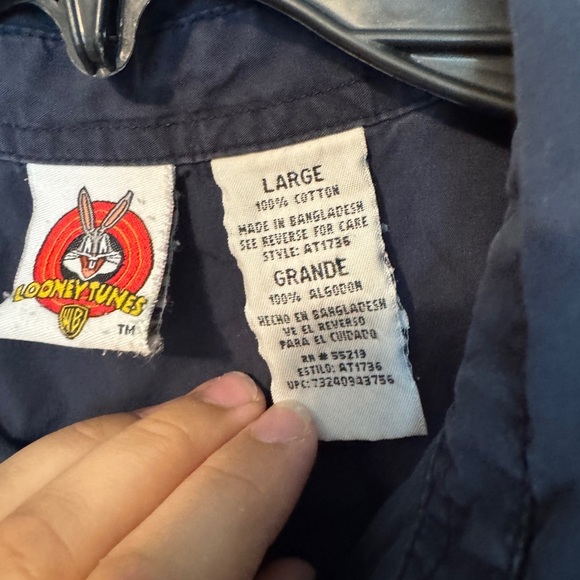 LOONEY TUNES
WB
TM
LARGE
100% COTTON
MADE IN BANGLADESH
SEE REVERSE FOR CARE
STYLE: AT1736
GRANDE
100% ALGODON
HECHO EN BANGLADESH
VE EL REVERSO
PARA EL CUIDADO
RN # 55219
ESTILO: AT1736
UPC: 73240943756